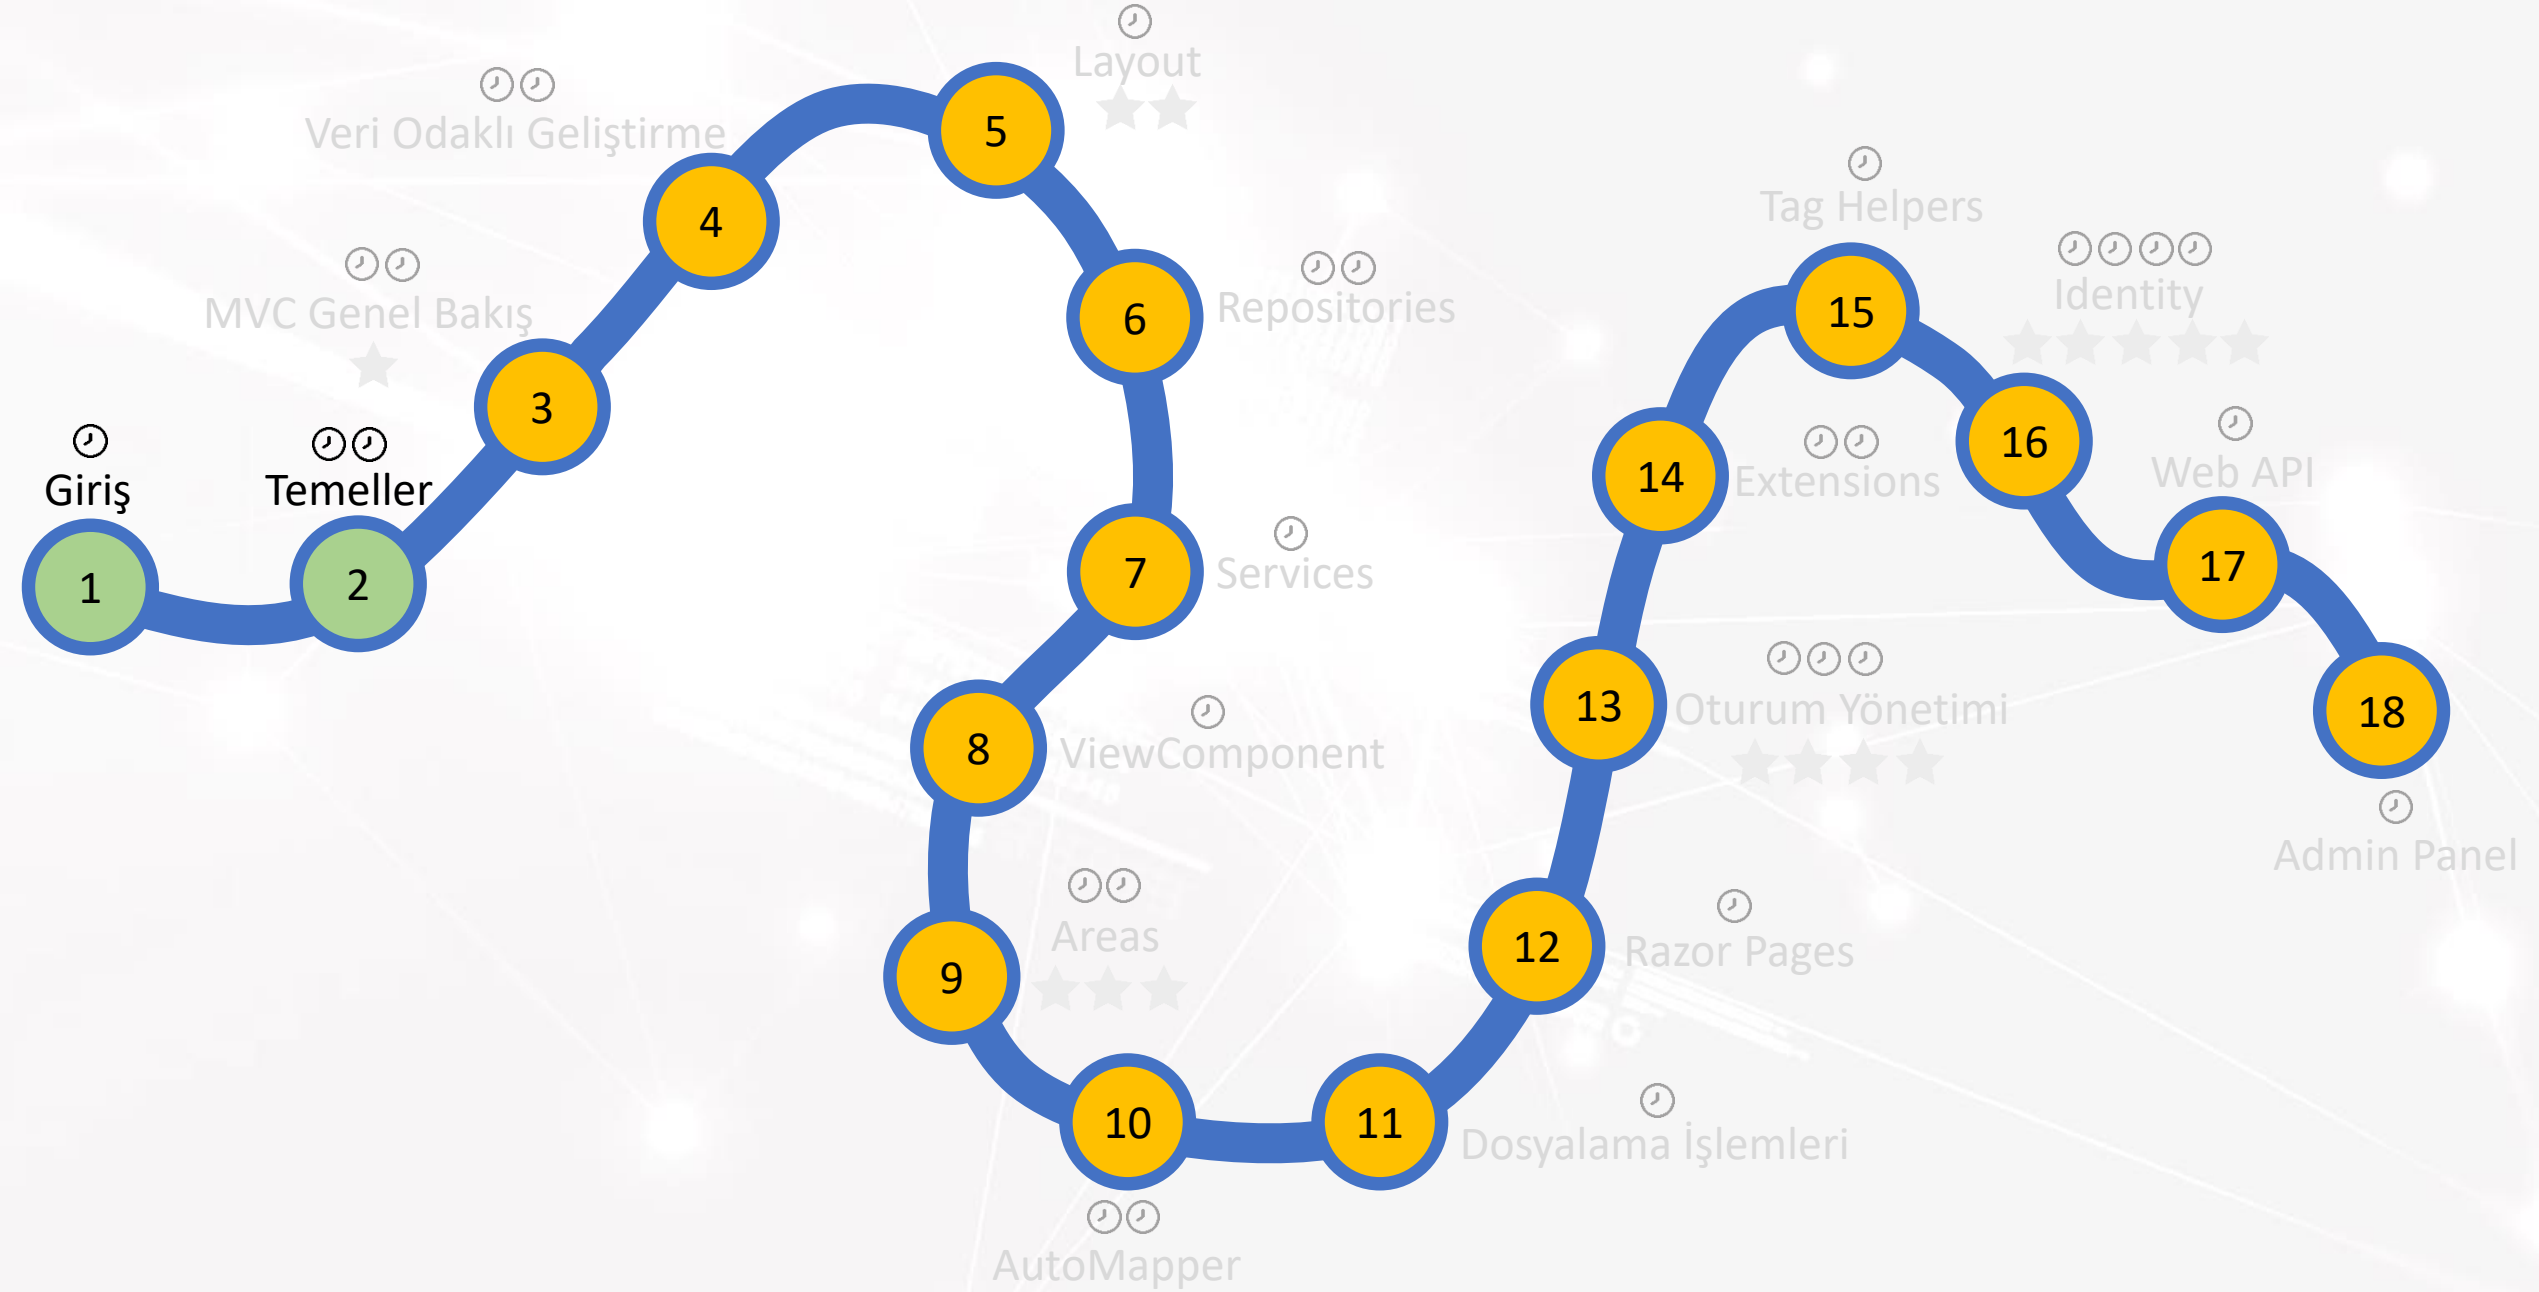 Giriş
1
Temeller
2
MVC Genel Bakış
3
Veri Odaklı Geliştirme
4
Layout
5
Repositories
6
Services
7
ViewComponent
8
Areas
9
AutoMapper
10
Dosyalama İşlemleri
11
Razor Pages
12
Oturum Yönetimi
13
Extensions
14
Tag Helpers
15
Identity
16
Web API
17
Admin Panel
18